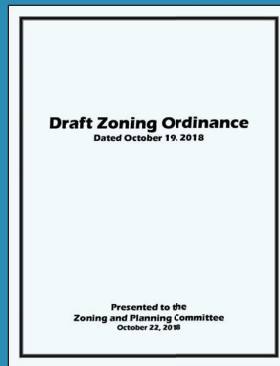 Draft Zoning Ordinance
Dated October 19, 2018
Presented to the
Zoning and Planning Committee
October 22, 2018